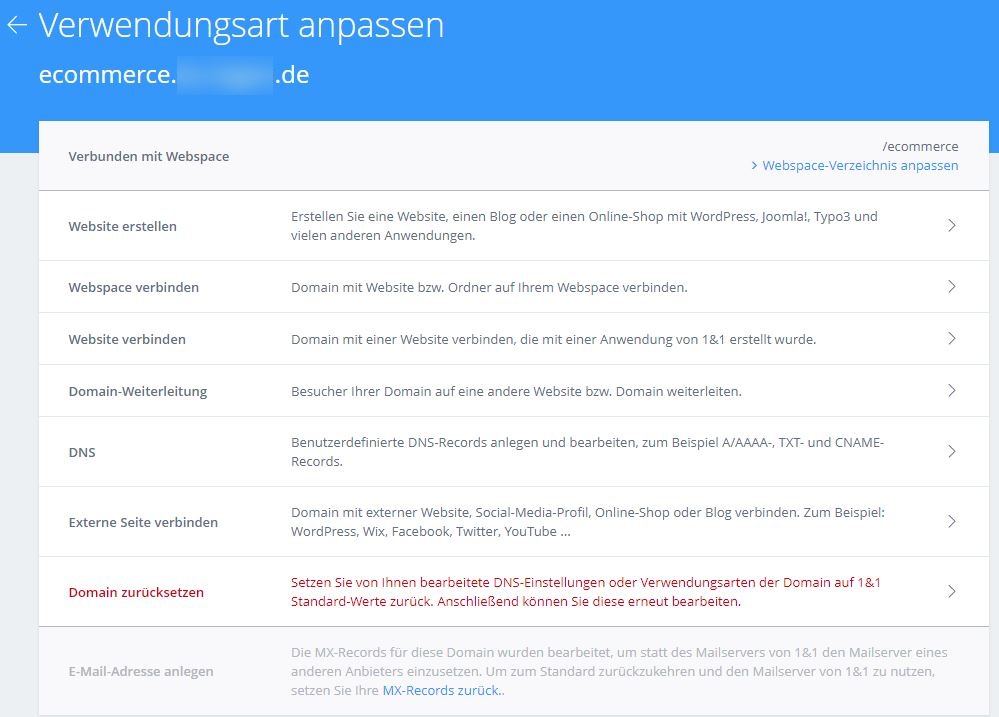 Verwendungsart anpassen
ecommerce. .de
Verbunden mit Webspace
/ecommerce
Webspace-Verzeichnis anpassen
Website erstellen
Erstellen Sie eine Website, einen Blog oder einen Online-Shop mit WordPress, Joomla!, Typo3 und
vielen anderen Anwendungen.
Webspace verbinden
Domain mit Website bzw. Ordner auf Ihrem Webspace verbinden.
Website verbinden
Domain mit einer Website verbinden, die mit einer Anwendung von 1&1 erstellt wurde.
Domain-Weiterleitung
Besucher Ihrer Domain auf eine andere Website bzw. Domain weiterleiten.
DNS
Benutzerdefinierte DNS-Records anlegen und bearbeiten, zum Beispiel A/AAAA-, TXT- und CNAME-
Records.
Externe Seite verbinden
Domain mit externer Website, Social-Media-Profil, Online-Shop oder Blog verbinden. Zum Beispiel:
WordPress, Wix, Facebook, Twitter, YouTube ...
Domain zurücksetzen
Setzen Sie von Ihnen bearbeitete DNS-Einstellungen oder Verwendungsarten der Domain auf 1&1
Standard-Werte zurück. Anschließend können Sie diese erneut bearbeiten.
E-Mail-Adresse anlegen
Die MX-Records für diese Domain wurden bearbeitet, um statt des Mailservers von 1&1 den Mailserver eines
anderen Anbieters einzusetzen. Um zum Standard zurückzukehren und den Mailserver von 1&1 zu nutzen,
setzen Sie Ihre MX-Records zurück..